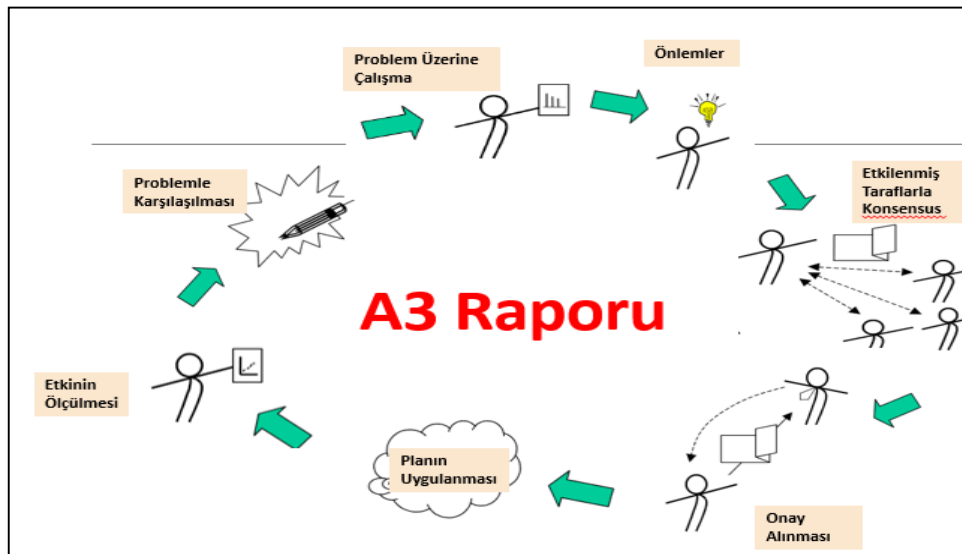 Problem Üzerine
Çalışma
Önlemler
Problemle
Karşılaşılması
Etkilenmiş
Taraflarla
Konsensus
A3 Raporu
Etkinin
Ölçülmesi
Planın
Uygulanması
Onay
Alınması